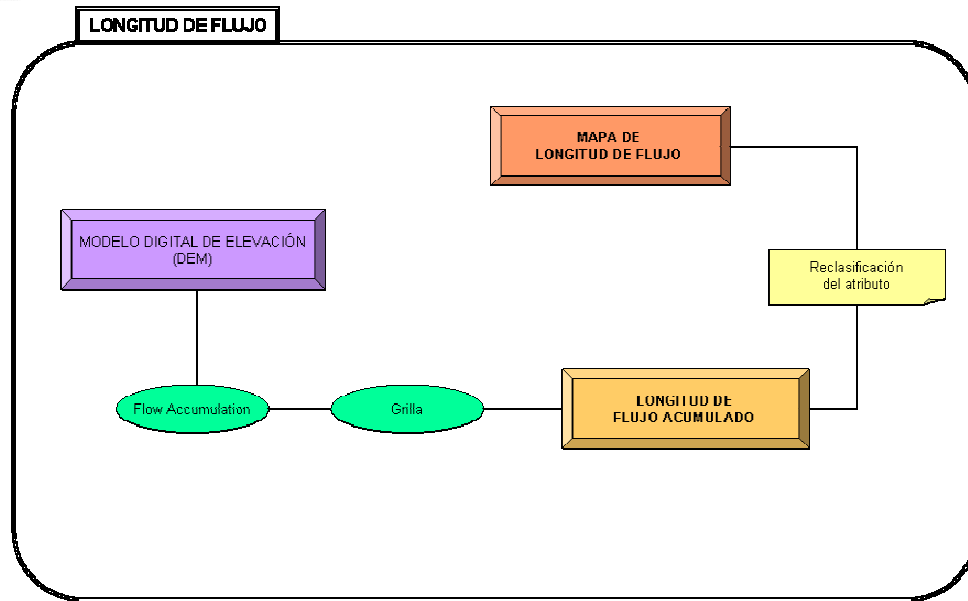 LONGITUD DE FLUJO
MAPA DE
LONGITUD DE FLUJO
MODELO DIGITAL DE ELEVACIÓN
(DEM)
Reclasificación
del atributo
Flow Accumulation
Grilla
LONGITUD DE
FLUJO ACUMULADO